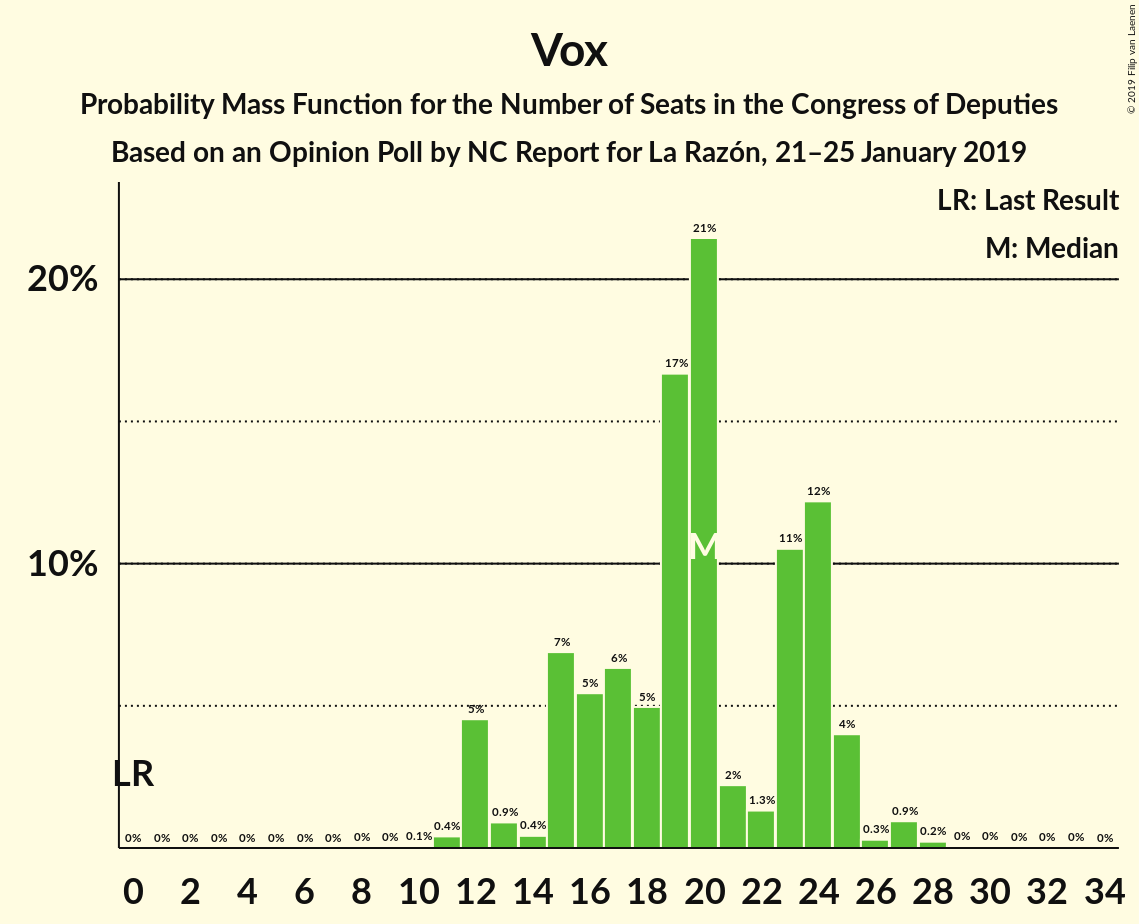 Vox
Probability Mass Function for the Number of Seats in the Congress of Deputies
Based on an Opinion Poll by NC Report for La Razón, 21–25 January 2019
© 2019 Filip van Laenen
LR: Last Result
M: Median
20%
10%
21%
17%
12%
11%
M
7%
6%
5%
5%
5%
4%
LR
2%
1.3%
0.9%
0.4%
0.4%
0.1%
0.3%
0.9%
0.2%
0% 0% 0% 0% 0% 0% 0% 0% 0% 0%
0% 0% 0% 0% 0% 0%
0 2 4 6 8 10 12 14 16 18 20 22 24 26 28 30 32 34